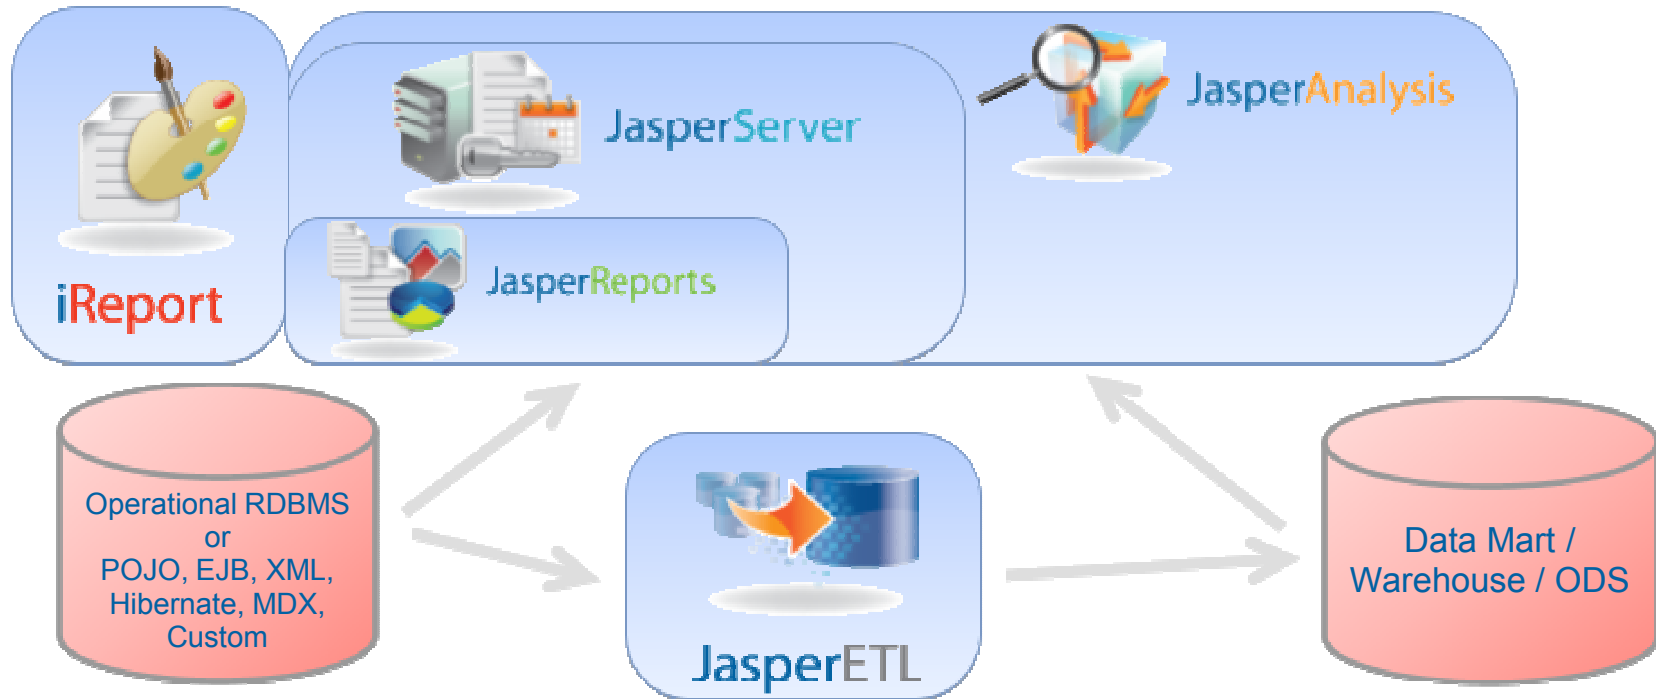 iReport
JasperServer
JasperReports
JasperAnalysis
Operational RDBMS
or
POJO, EJB, XML,
Hibernate, MDX,
Custom
JasperETL
Data Mart /
Warehouse / ODS